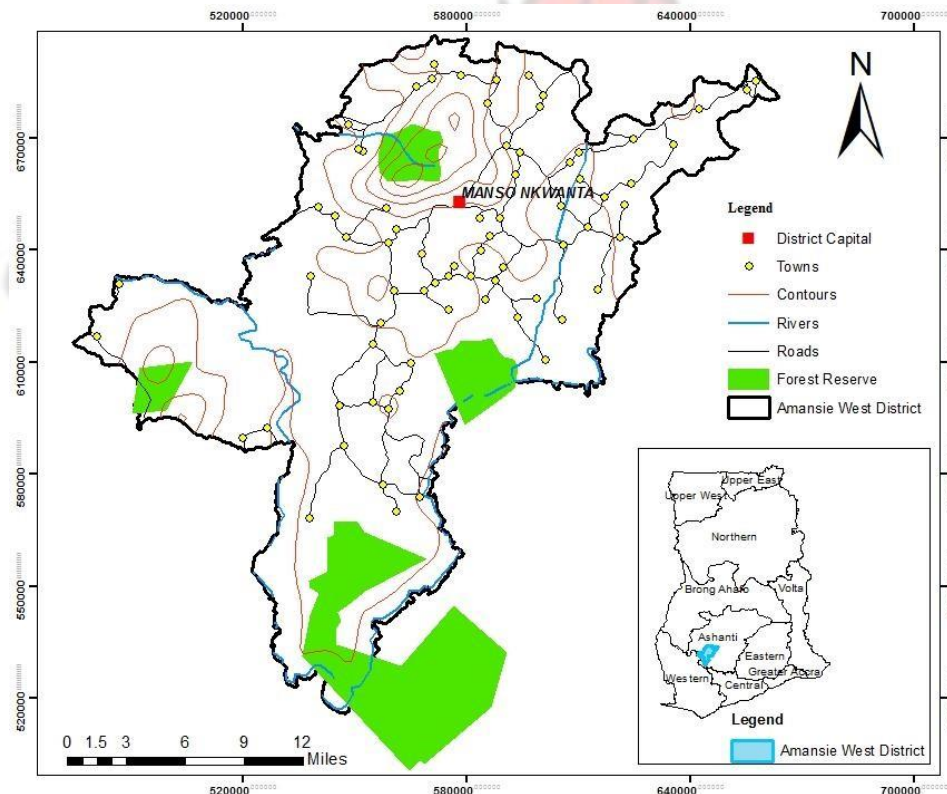 520000 580000 640000 700000
N
670000
640000
610000
580000
550000
520000
MANSO NKWANTA
Legend
District Capital
Towns
Contours
Rivers
Roads
Forest Reserve
Amansie West District
Upper East
Upper West
Northern
Brong Ahafo
Volta
Ashanti
Eastern
Greater Accra
Western
Central
Legend
Amansie West District
0 1.5 3 6 9 12
Miles
520000 580000 640000 700000